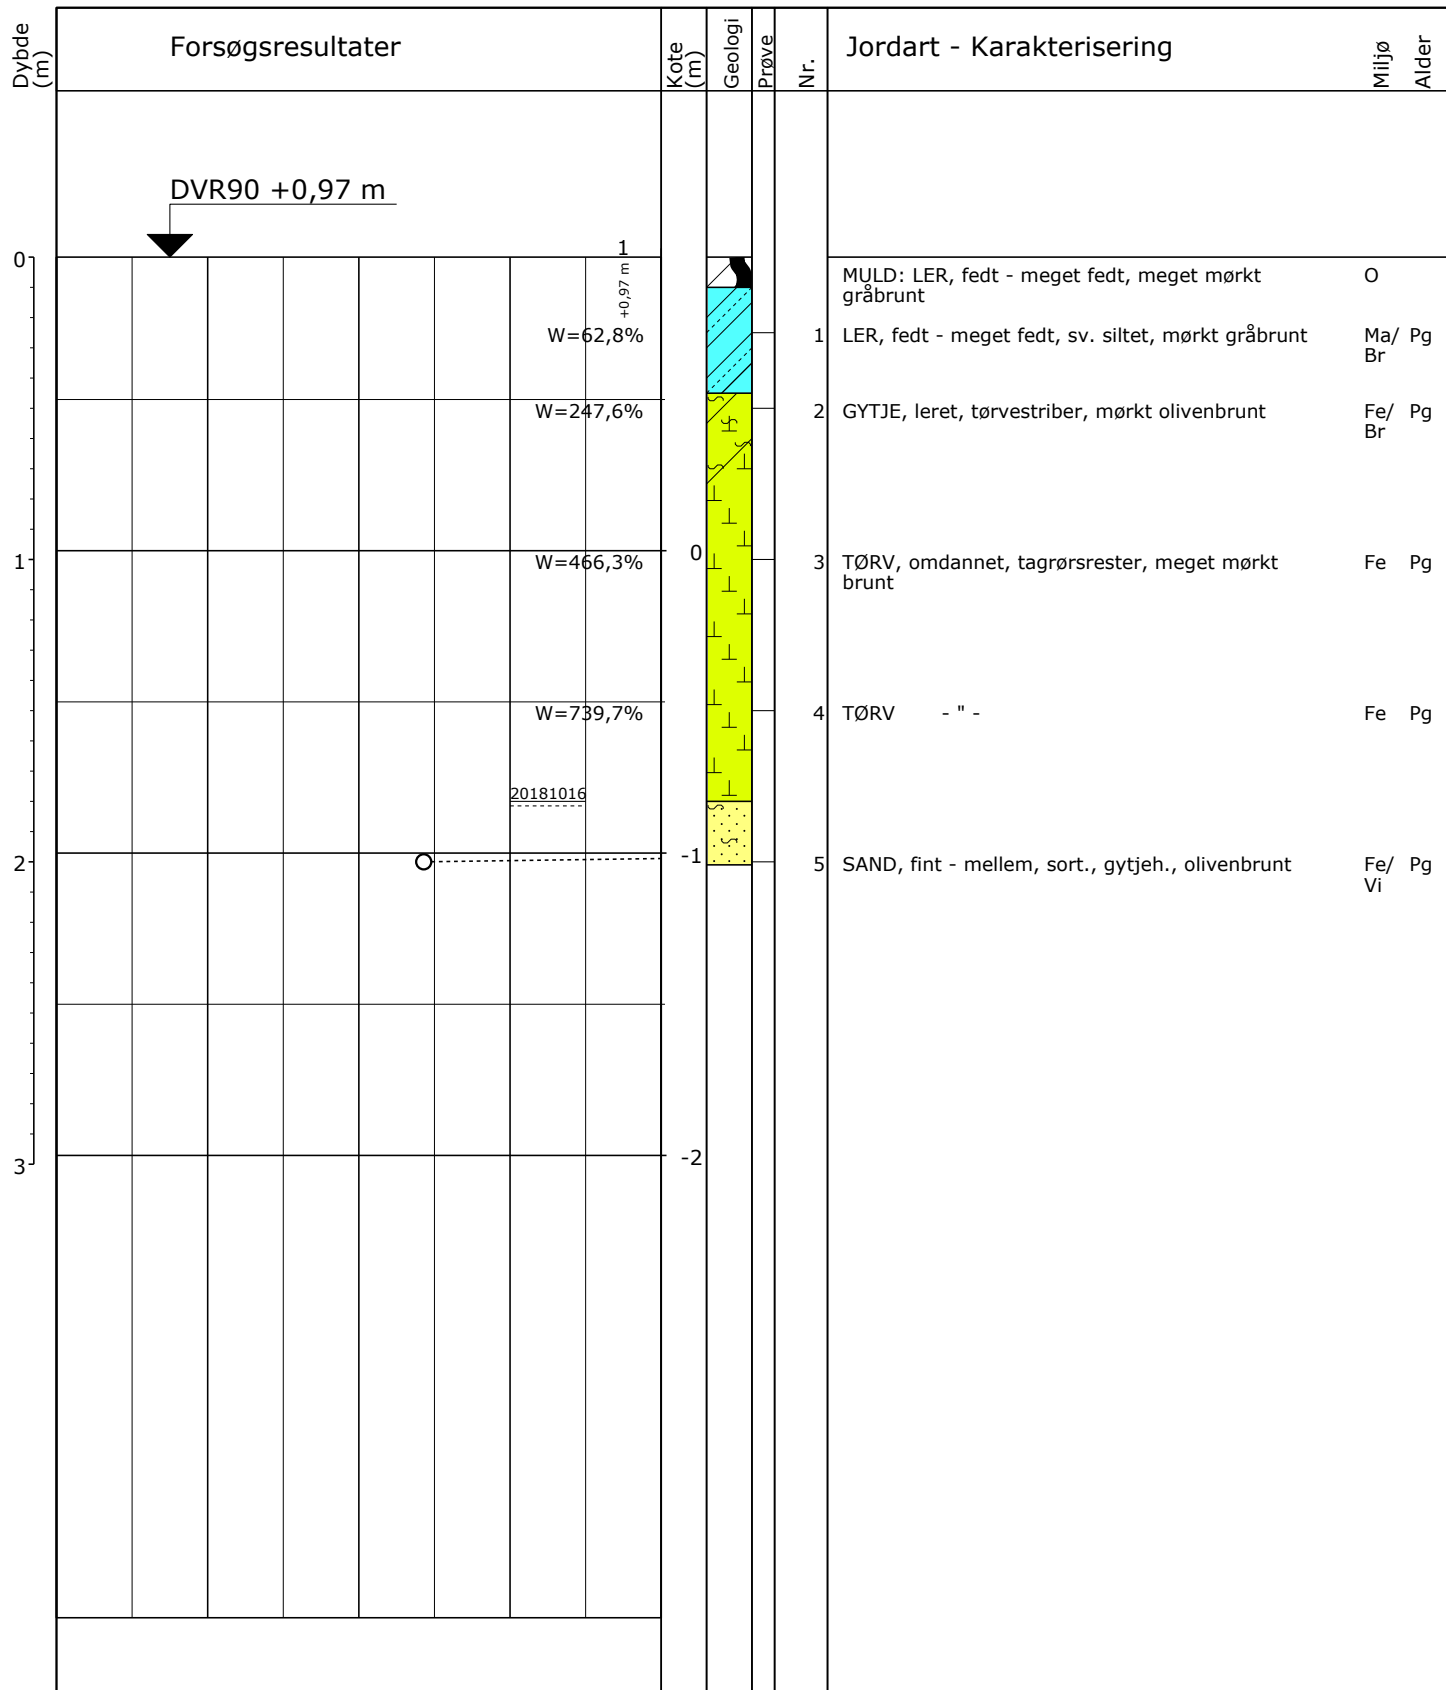 Dybde
(m)
Forsøgsresultater
Kote
(m)
Geologi
Prøve
Nr.
Jordart - Karakterisering
Miljø
Alder
DVR90 +0,97 m
0
1
+0,97 m
MULD: LER, fedt - meget fedt, meget mørkt O
gråbrunt
W=62,8% 1 LER, fedt - meget fedt, sv. siltet, mørkt gråbrunt Ma/ Pg
Br
W=247,6% 2 GYTJE, leret, tørvestriber, mørkt olivenbrunt Fe/ Pg
Br
0
1 W=466,3% 3 TØRV, omdannet, tagrørsrester, meget mørkt Fe Pg
brunt
W=739,7% 4 TØRV - " - Fe Pg
20181016
-1
2 5 SAND, fint - mellem, sort., gytjeh., olivenbrunt Fe/ Pg
Vi
-2
3